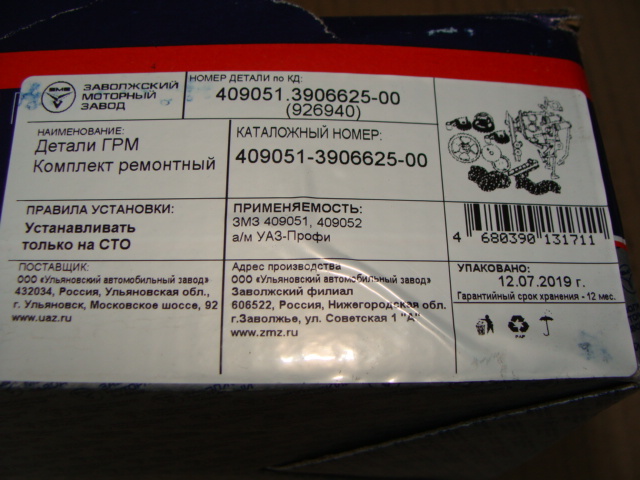 ЗМЗ
ЗАВОЛЖСКИЙ
МОТОРНЫЙ
ЗАВОД
НОМЕР ДЕТАЛИ по КД:
409051.3906625-00
(926940)
НАИМЕНОВАНИЕ:
Детали ГРМ
Комплект ремонтный
КАТАЛОЖНЫЙ НОМЕР:
409051-3906625-00
ПРАВИЛА УСТАНОВКИ:
Устанавливать
только на СТО
ПРИМЕНЯЕМОСТЬ:
ЗМЗ 409051, 409052
а/м УАЗ-Профи
4 680390 131711
ПОСТАВЩИК:
ООО «Ульяновский автомобильный завод»
432034, Россия, Ульяновская обл.,
г. Ульяновск, Московское шоссе, 92
www.uaz.ru
Адрес производства
ООО «Ульяновский автомобильный завод»
Заволжский филиал
606522, Россия, Нижегородская обл.
г.Заволжье, ул. Советская 1 "А"
www.zmz.ru
УПАКОВАНО:
12.07.2019 г.
Гарантийный срок хранения - 12 мес.
PAP